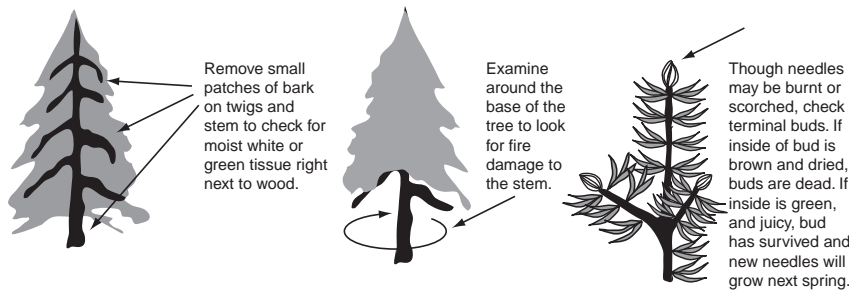 Remove small
patches of bark
on twigs and
stem to check for
moist white or
green tissue right
next to wood.
Examine
around the
base of the
tree to look
for fire
damage to
the stem.
Though needles
may be burnt or
scorched, check
terminal buds. If
inside of bud is
brown and dried,
buds are dead. If
inside is green,
and juicy, bud
has survived and
new needles will
grow next spring.